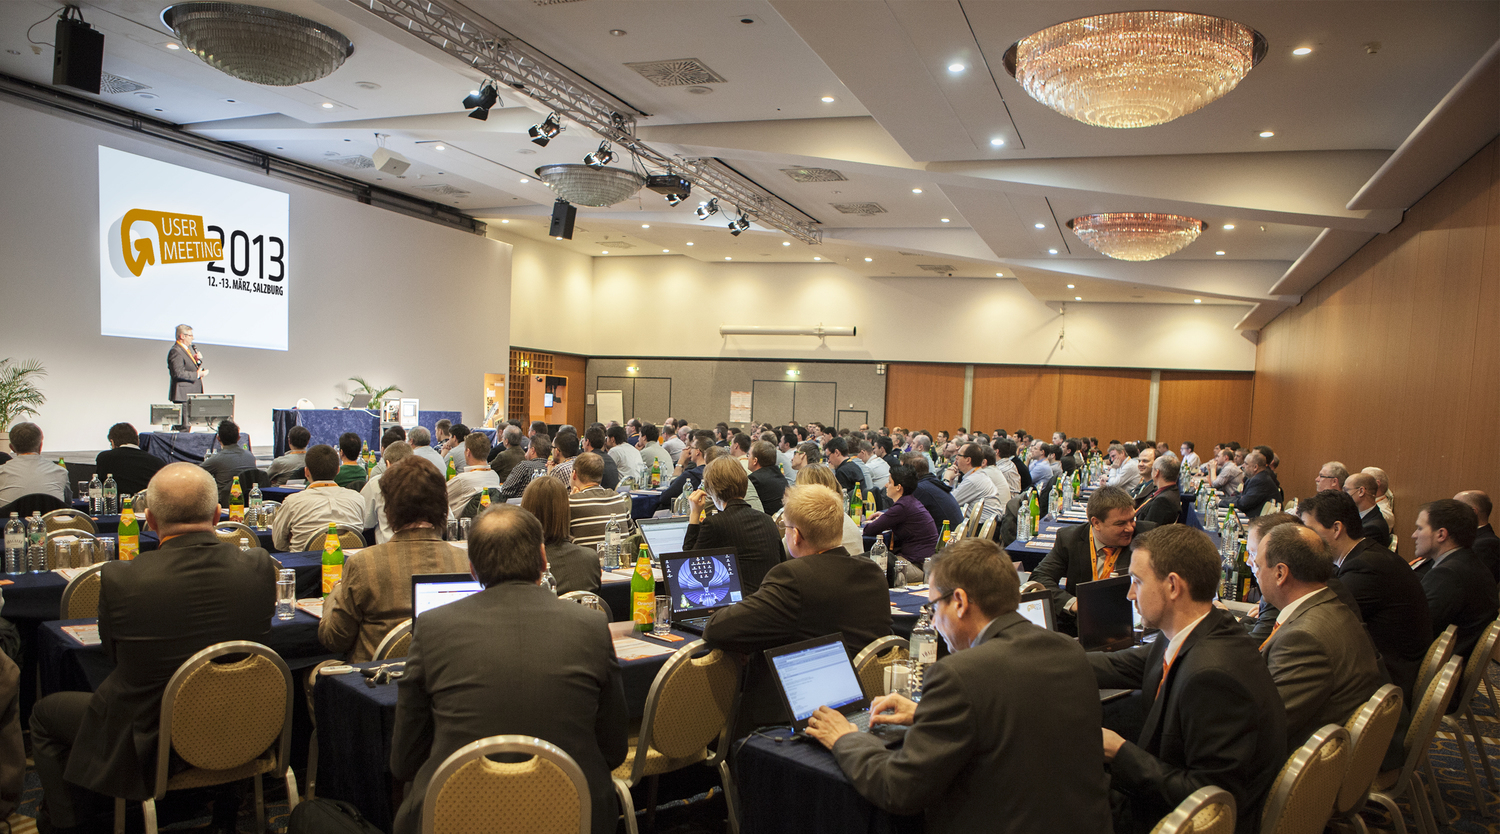 USER
MEETING
2013
12.-13. MÄRZ, SALZBURG